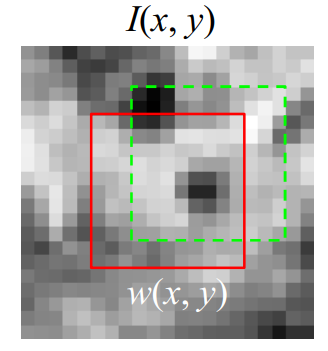 I(x, y)
w(x, y)